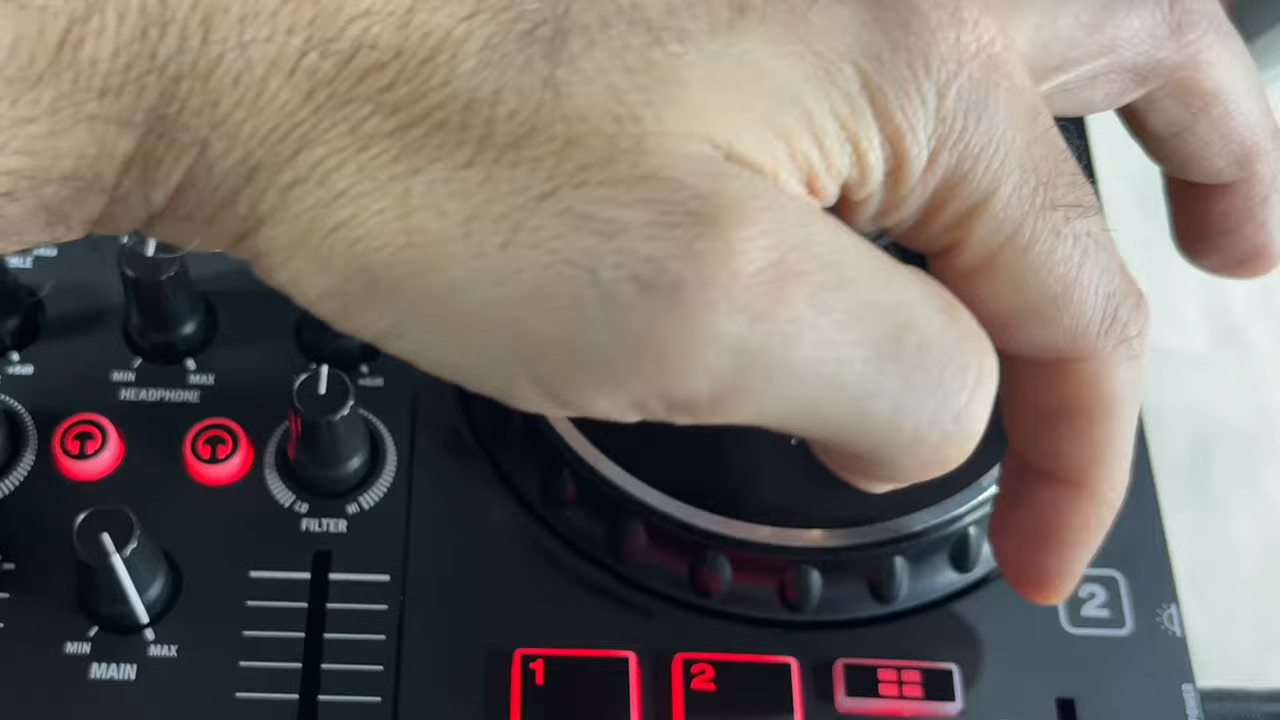 MIN MAX
HEADPHONE
LO HI
FILTER
MIN MAX
MAIN
2
1 2